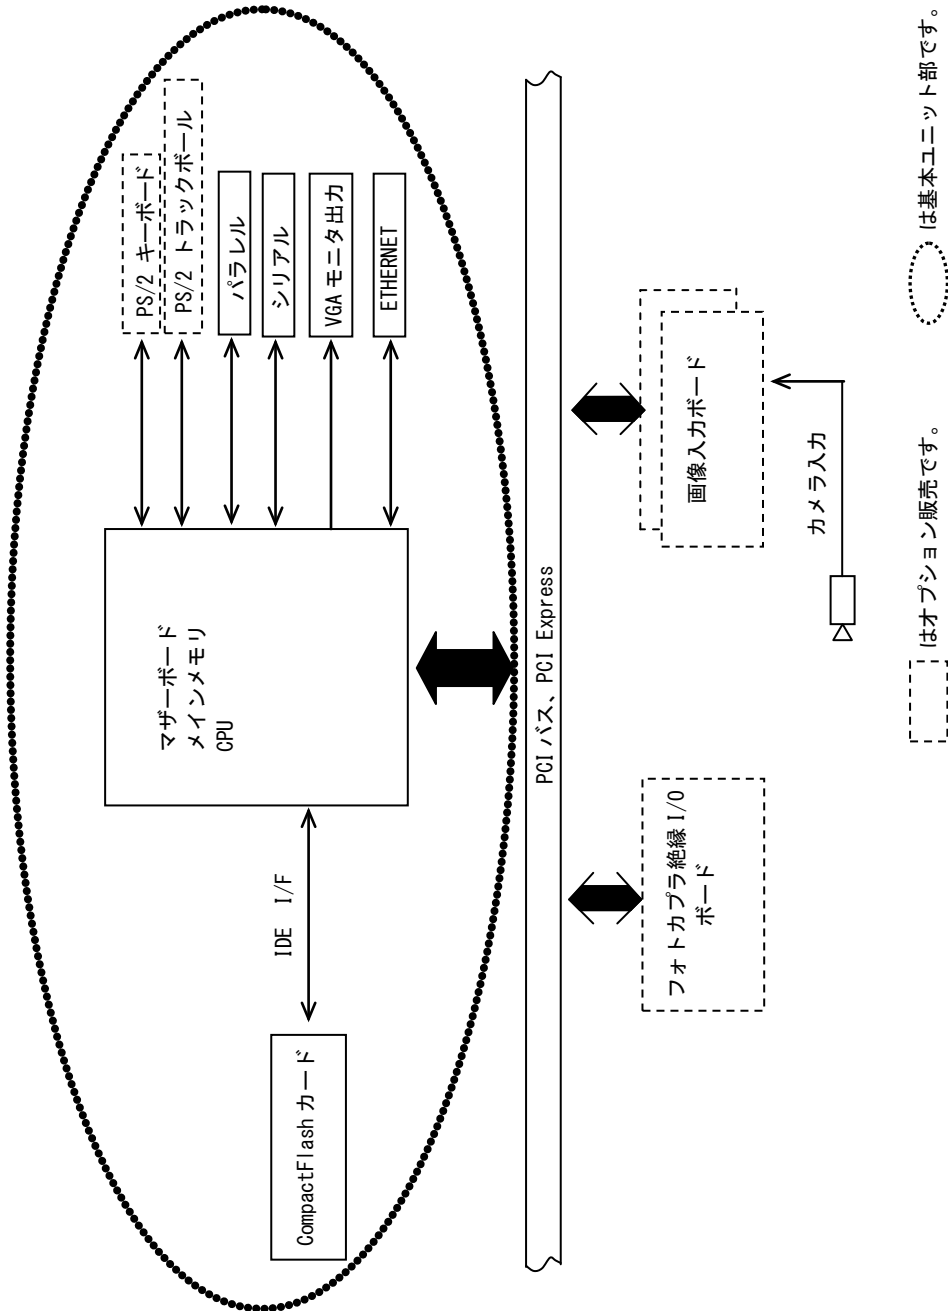 PS/2 キーボード
PS/2 トラックボール
パラレル
シリアル
VGA モニタ出力
ETHERNET
マザーボード
メインメモリ
CPU
IDE I/F
CompactFlash カード
PCI バス、PCI Express
画像入力ボード
カメラ入力
フォトカプラ絶縁 I/O
ボード
はオプション販売です。
は基本ユニット部です。